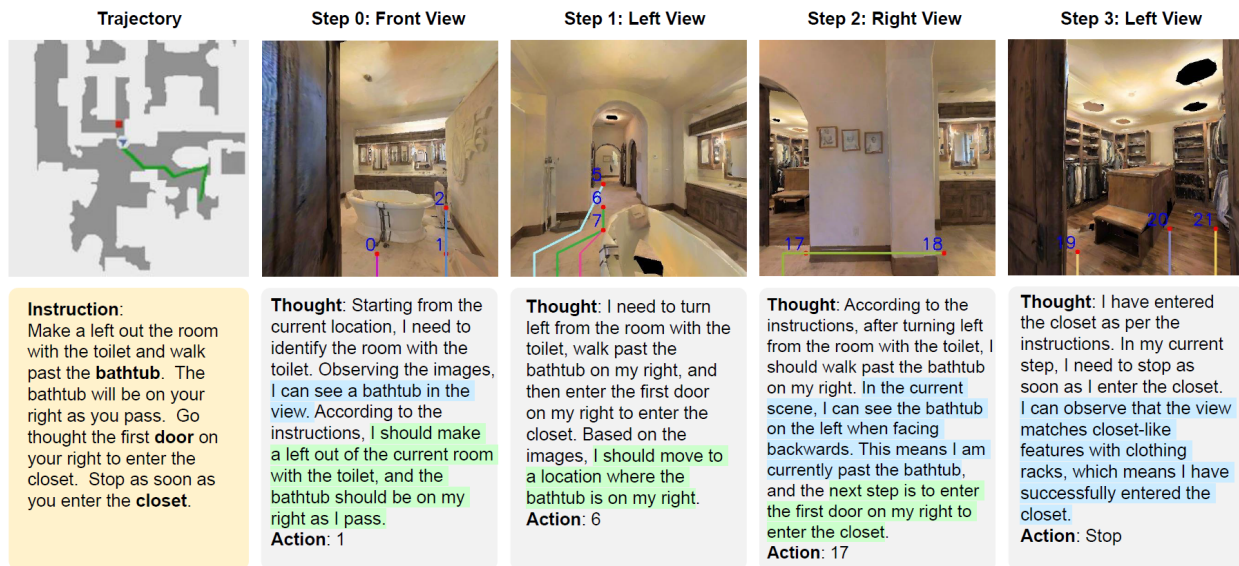 Trajectory
Step 0: Front View
Step 1: Left View
Step 2: Right View
Step 3: Left View
0
2
1
5
6
7
17
18
19
20
21
Instruction:
Make a left out the room
with the toilet and walk
past the bathtub. The
bathtub will be on your
right as you pass. Go
thought the first door on
your right to enter the
closet. Stop as soon as
you enter the closet.
Thought: Starting from the
current location, I need to
identify the room with the
toilet. Observing the images,
I can see a bathtub in the
view. According to the
instructions, I should make
a left out of the current room
with the toilet, and the
bathtub should be on my
right as I pass.
Action: 1
Thought: I need to turn
left from the room with the
toilet, walk past the
bathtub on my right, and
then enter the first door
on my right to enter the
closet. Based on the
images, I should move to
a location where the
bathtub is on my right.
Action: 6
Thought: According to the
instructions, after turning left
from the room with the toilet, I
should walk past the bathtub
on my right. In the current
scene, I can see the bathtub
on the left when facing
backwards. This means I am
currently past the bathtub,
and the next step is to enter
the first door on my right to
enter the closet.
Action: 17
Thought: I have entered
the closet as per the
instructions. In my current
step, I need to stop as
soon as I enter the closet.
I can observe that the view
matches closet-like
features with clothing
racks, which means I have
successfully entered the
closet.
Action: Stop